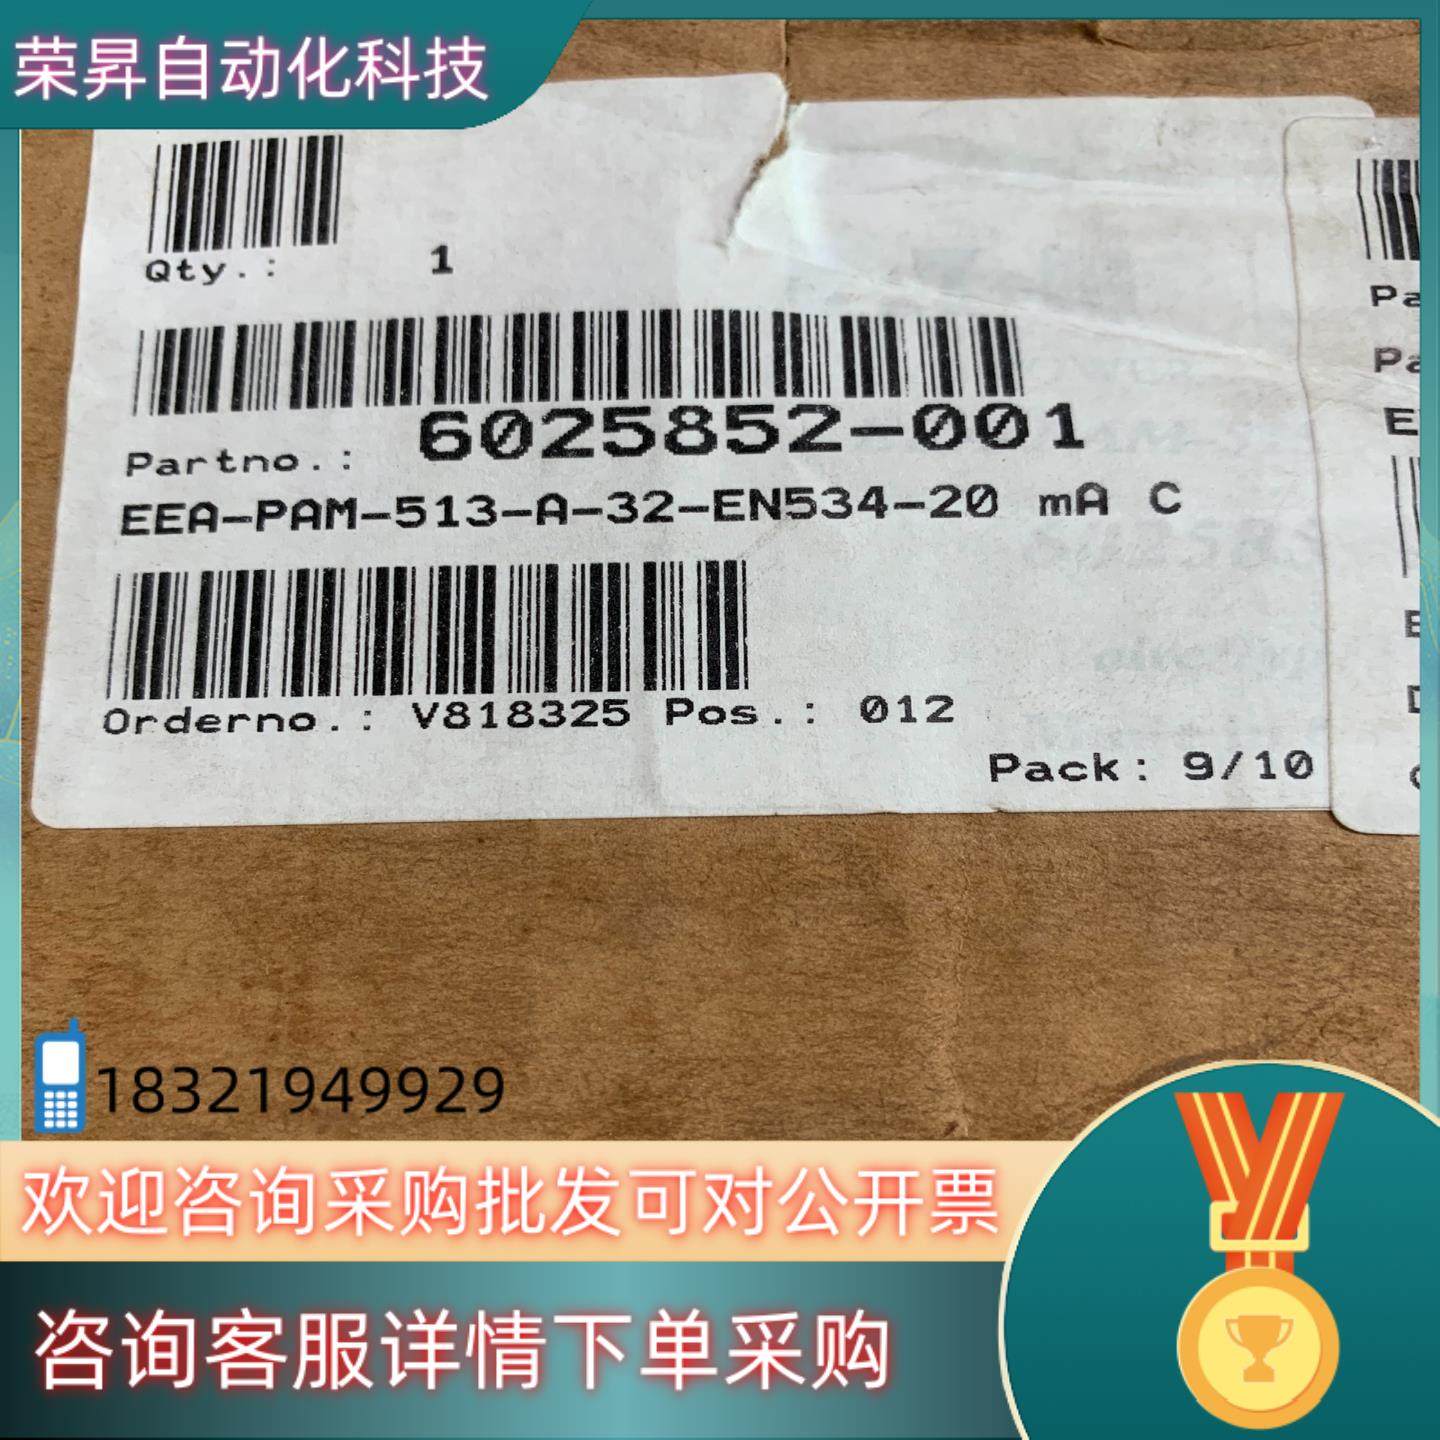 荣昇自动化科技
Qty.: 1
Partno.: 6025852-001
EEA-PAM-513-A-32-EN534-20 mA C
Orderno.: V818325 Pos.: 012
Pack: 9/10
Pa
Pa
18321949929
欢迎咨询采购批发可对公开票
咨询客服详情下单采购